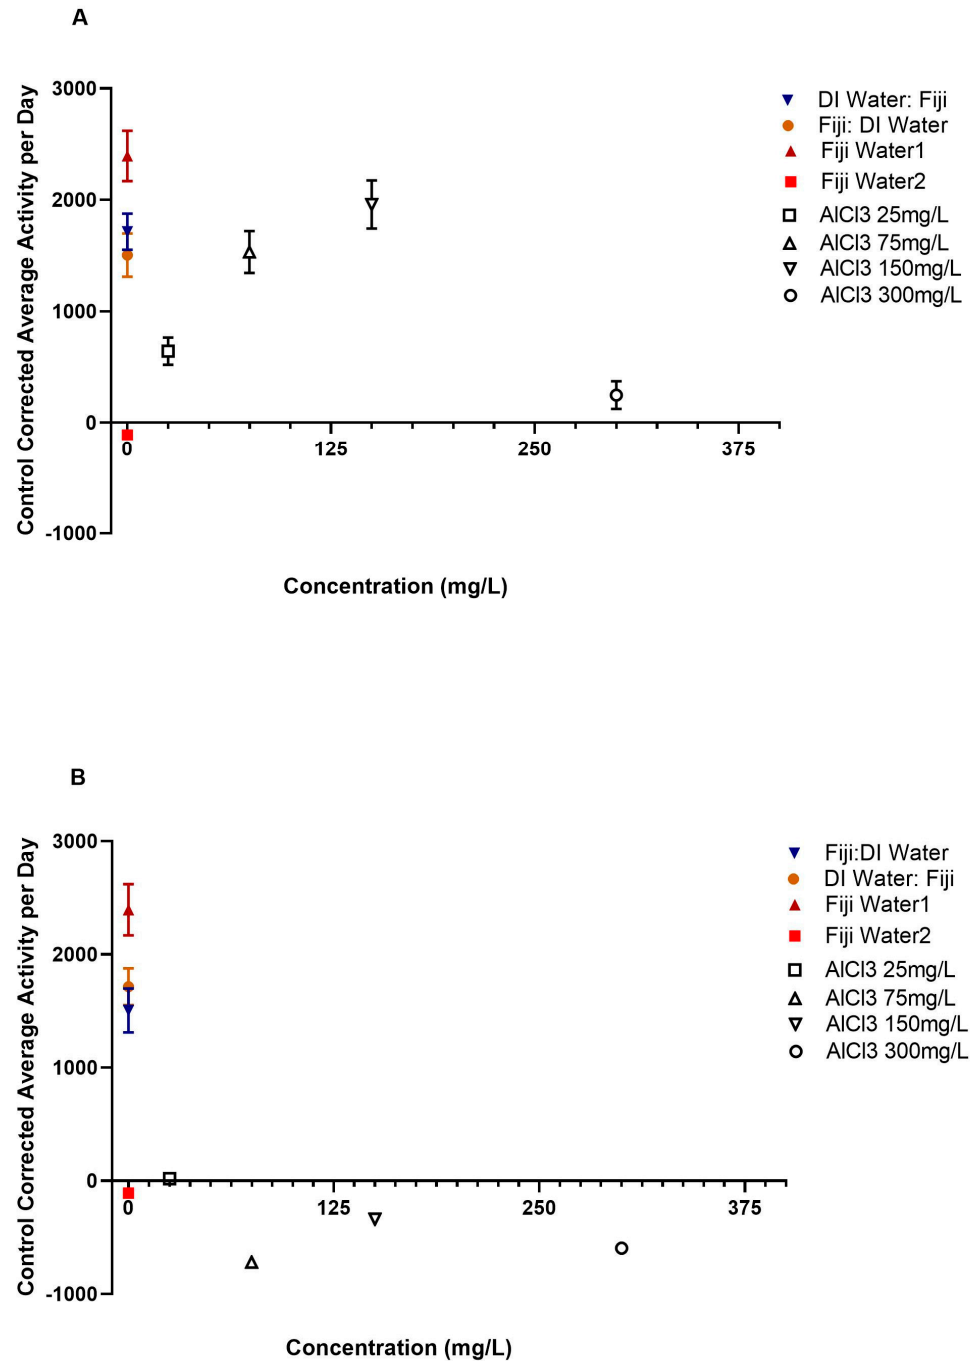 A
Control Corrected Average Activity per Day
3000
2000
1000
0
-1000
0
125
250
375
Concentration (mg/L)
DI Water: Fiji
Fiji: DI Water
Fiji Water1
Fiji Water2
AlCl3 25mg/L
AlCl3 75mg/L
AlCl3 150mg/L
AlCl3 300mg/L
B
Control Corrected Average Activity per Day
3000
2000
1000
0
-1000
0
125
250
375
Concentration (mg/L)
Fiji:DI Water
DI Water: Fiji
Fiji Water1
Fiji Water2
AlCl3 25mg/L
AlCl3 75mg/L
AlCl3 150mg/L
AlCl3 300mg/L